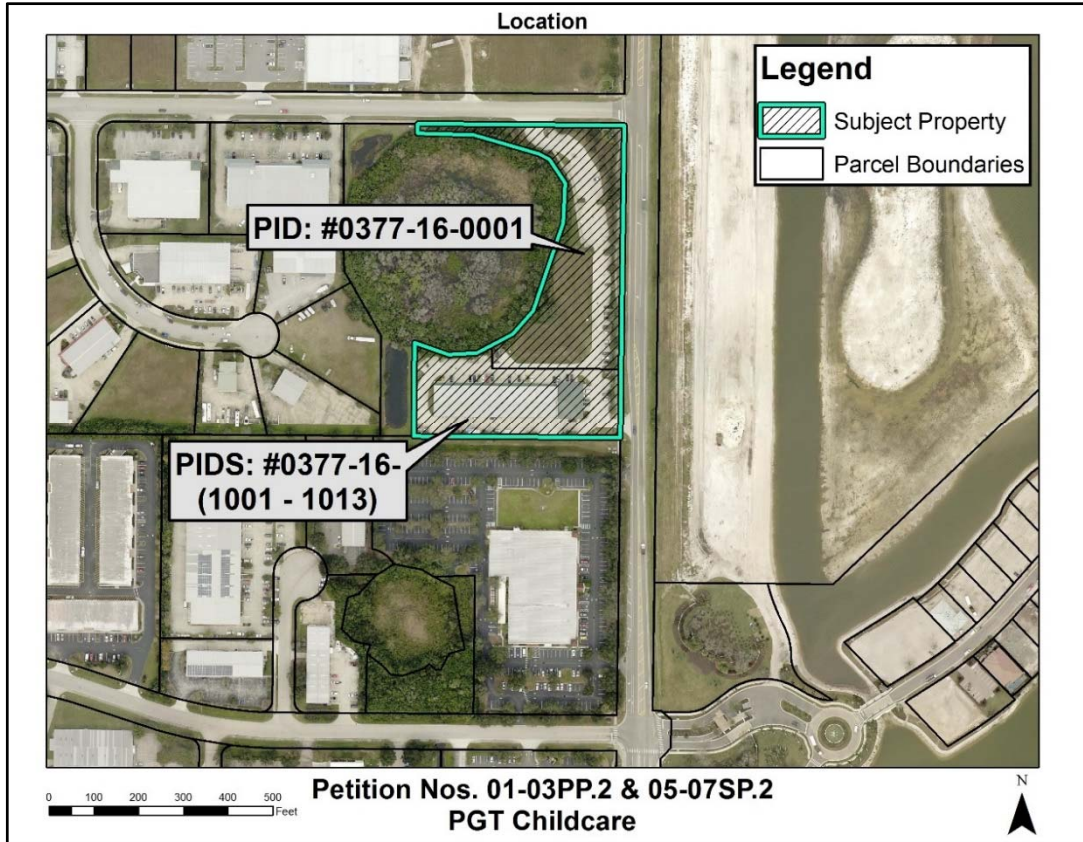 Location
Legend
Subject Property
Parcel Boundaries
PID: #0377-16-0001
PIDS: #0377-16-
(1001 - 1013)
0 100 200 300 400 500
Feet
Petition Nos. 01-03PP.2 & 05-07SP.2
PGT Childcare
N